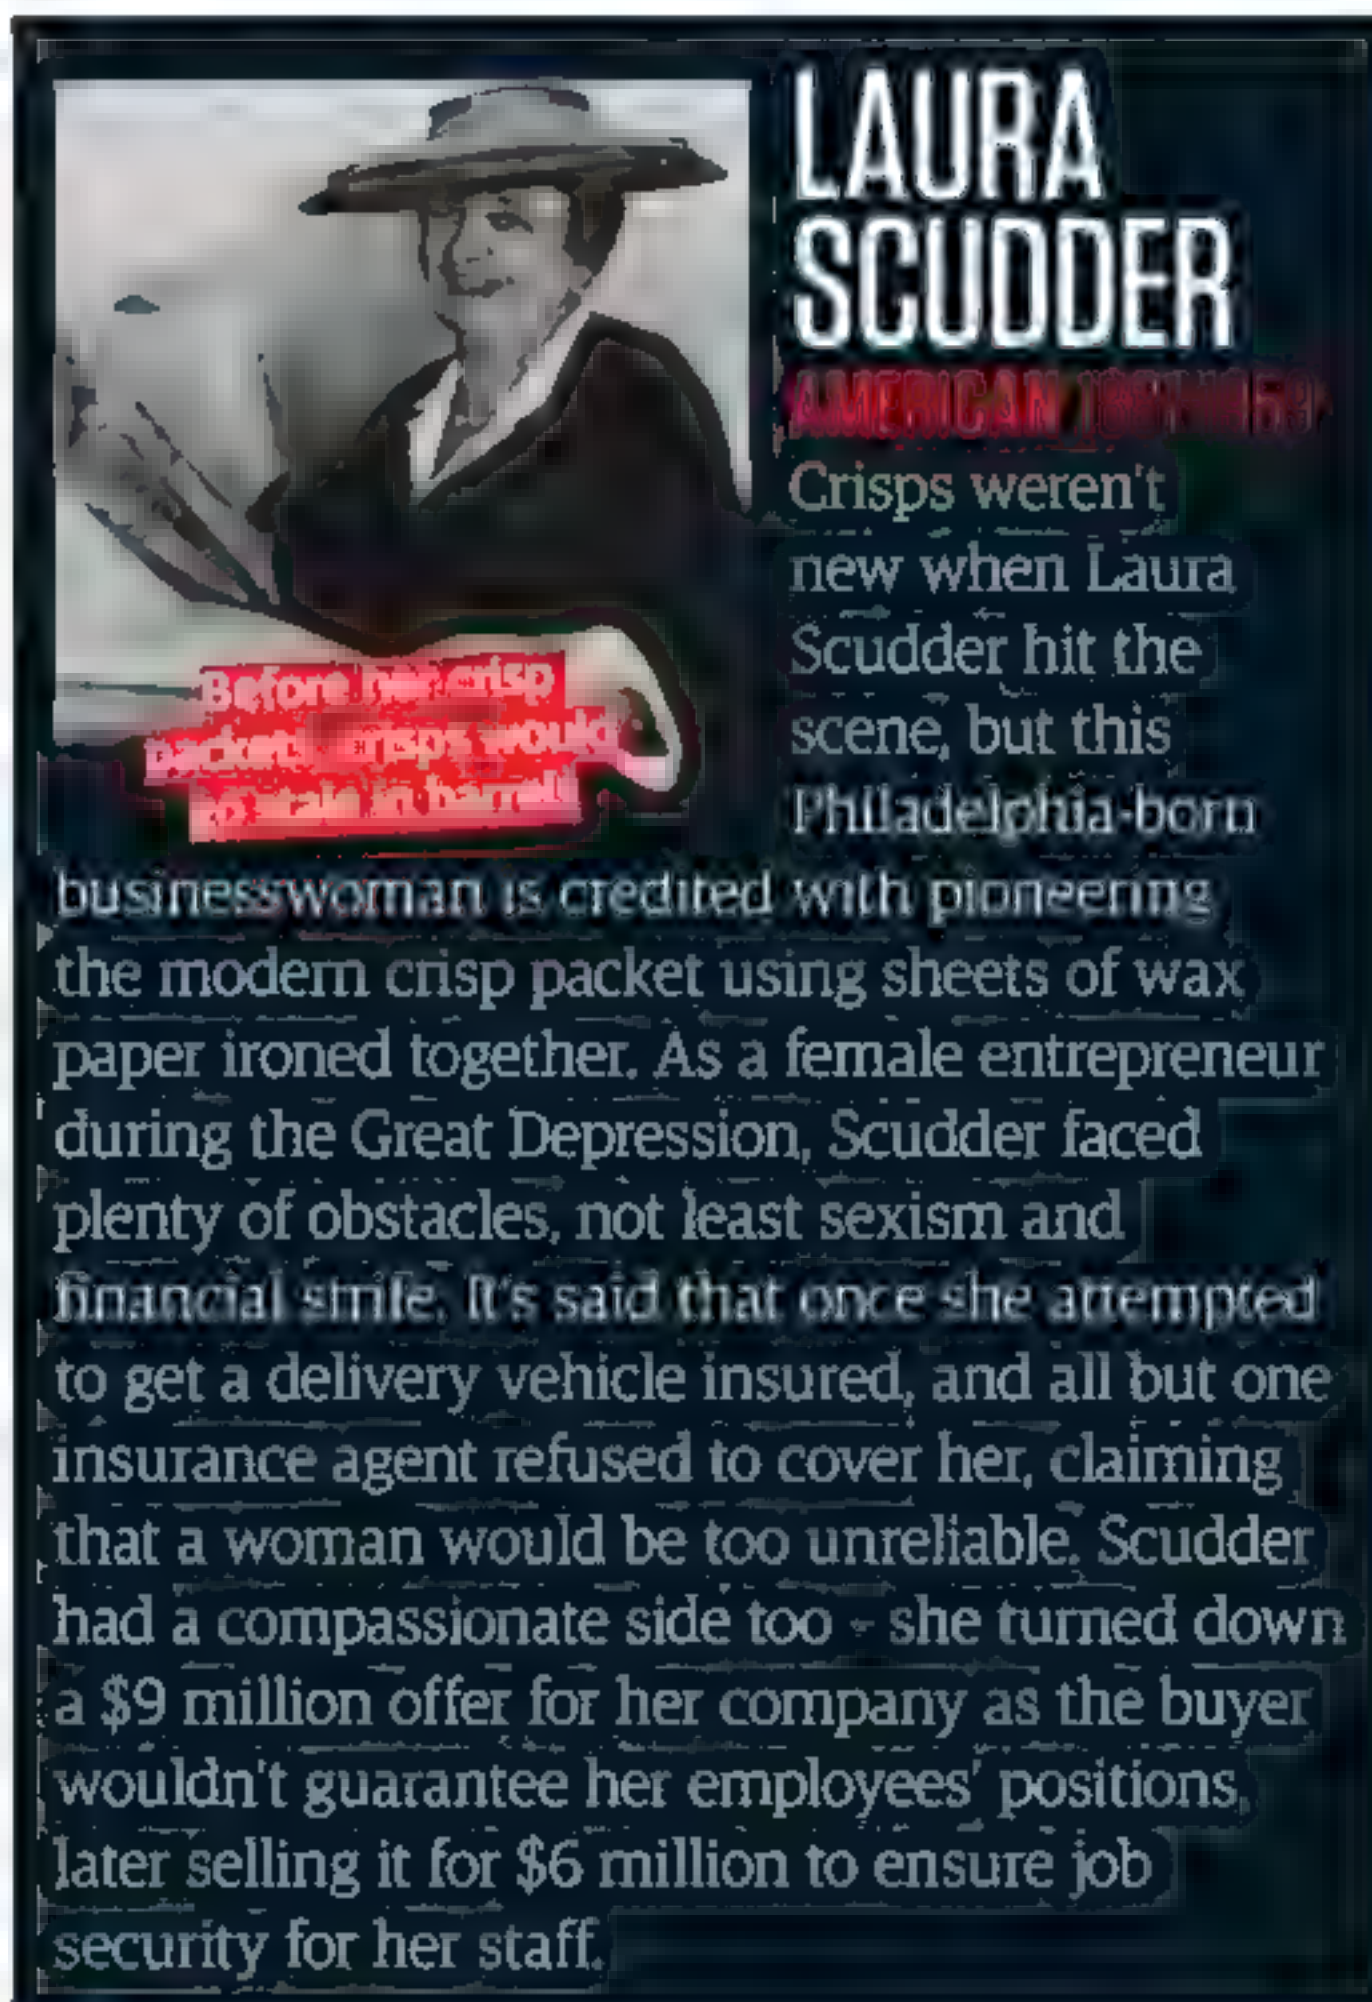 LAURA
SCUDDER
AMERICAN
Crisps weren't
new when Laura
Scudder hit the
scene, but this
Philadelphia-born
businesswoman is credited with pioneering
the modern crisp packet using sheets of wax
paper ironed together. As a female entrepreneur
during the Great Depression, Scudder faced
plenty of obstacles, not least sexism and
financial strife. It's said that once she attempted
to get a delivery vehicle insured, and all but one
insurance agent refused to cover her, claiming
that a woman would be too unreliable. Scudder
had a compassionate side too - she turned down
a $9 million offer for her company as the buyer
wouldn't guarantee her employees' positions,
later selling it for $6 million to ensure job
security for her staff.
Before her crisp
packets, crisps would
in barrels